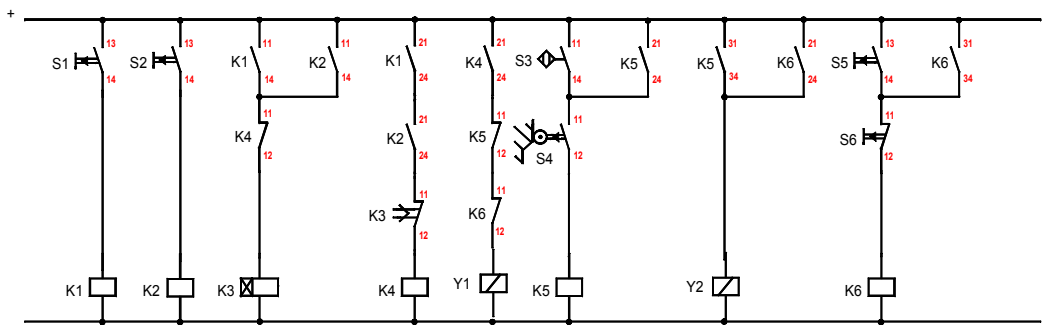 +
13 13 11 11 21 21 11 21 31 21 13 31
S1 S2 K1 K2 K1 K4 S3 K5 K5 K6 S5 K6
14 14 14 14 24 24 14 24 34 24 14 34
11 21 11 11 11
K4 K2 K5 S4 S6
12 24 12 12 12
11 11
K3 K6
12 12
K1 K2 K3 K4 Y1 K5 Y2 K6